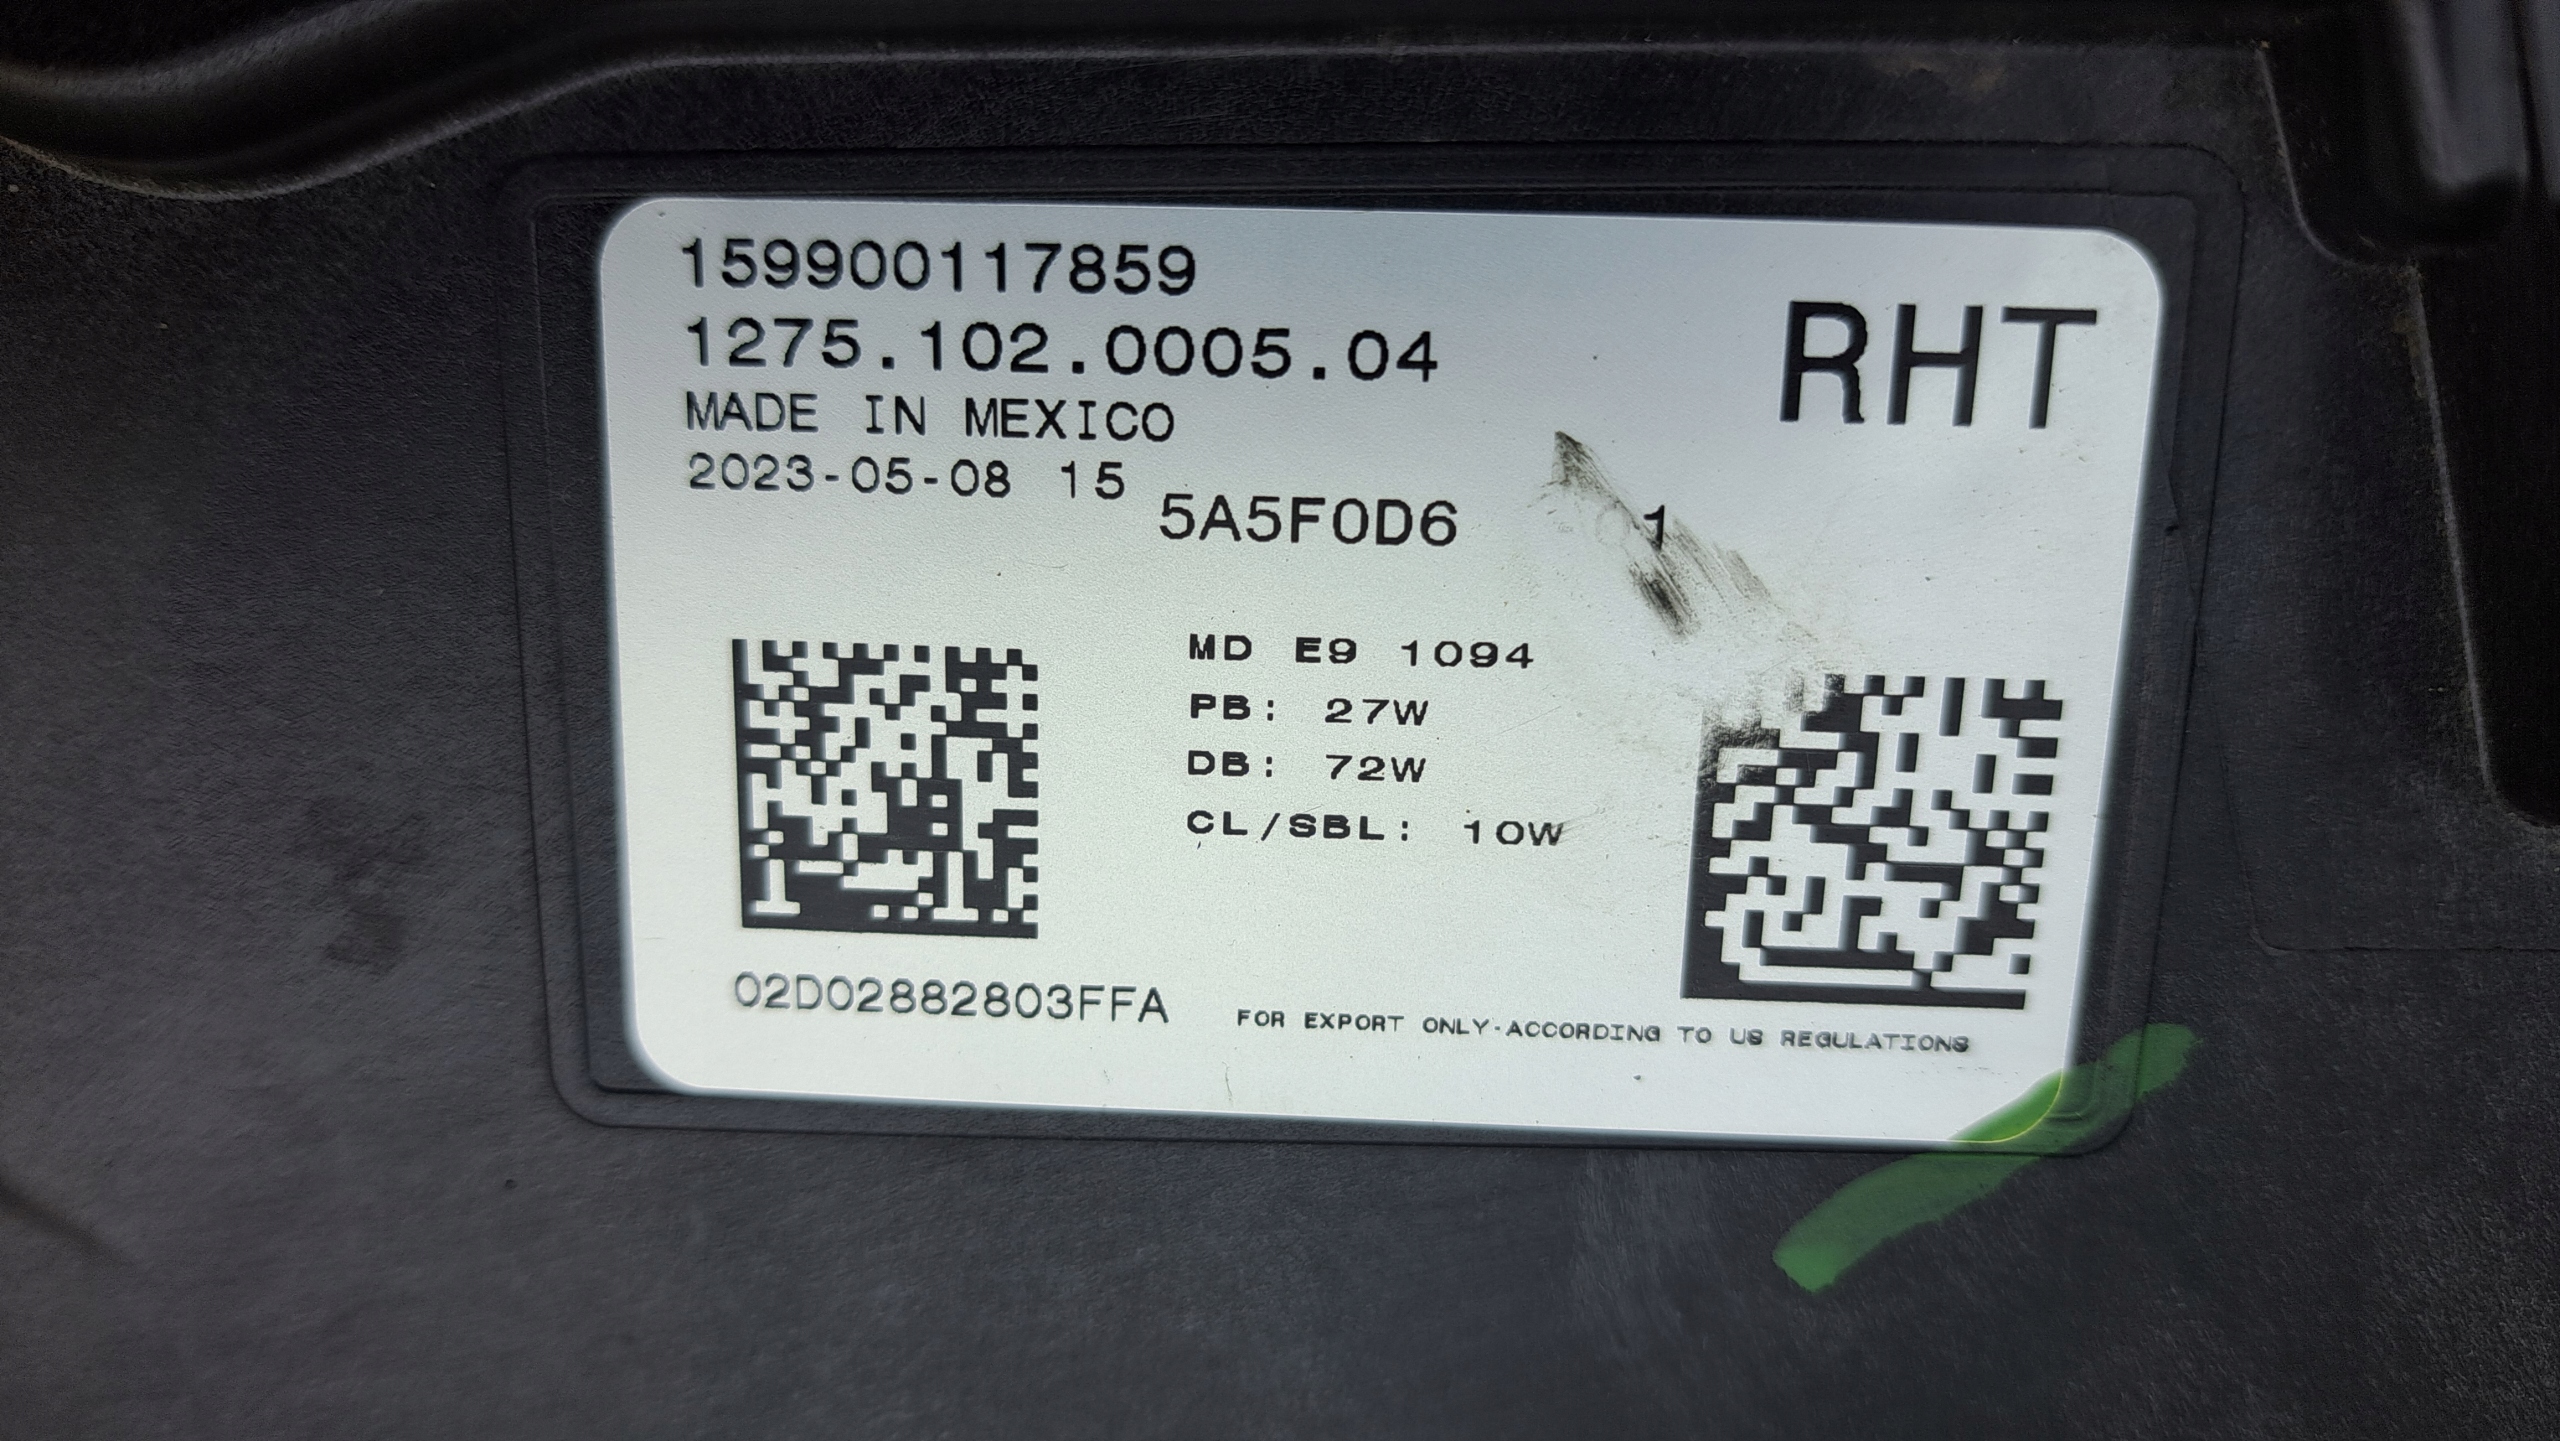 159900117859
1275.102.0005.04
RHT
MADE IN MEXICO
2023-05-08 15
5A5F0D6 1
MD E9 1094
PB: 27W
DB: 72W
CL/SBL: 10W
02D02882803FFA
FOR EXPORT ONLY-ACCORDING TO US REGULATIONS